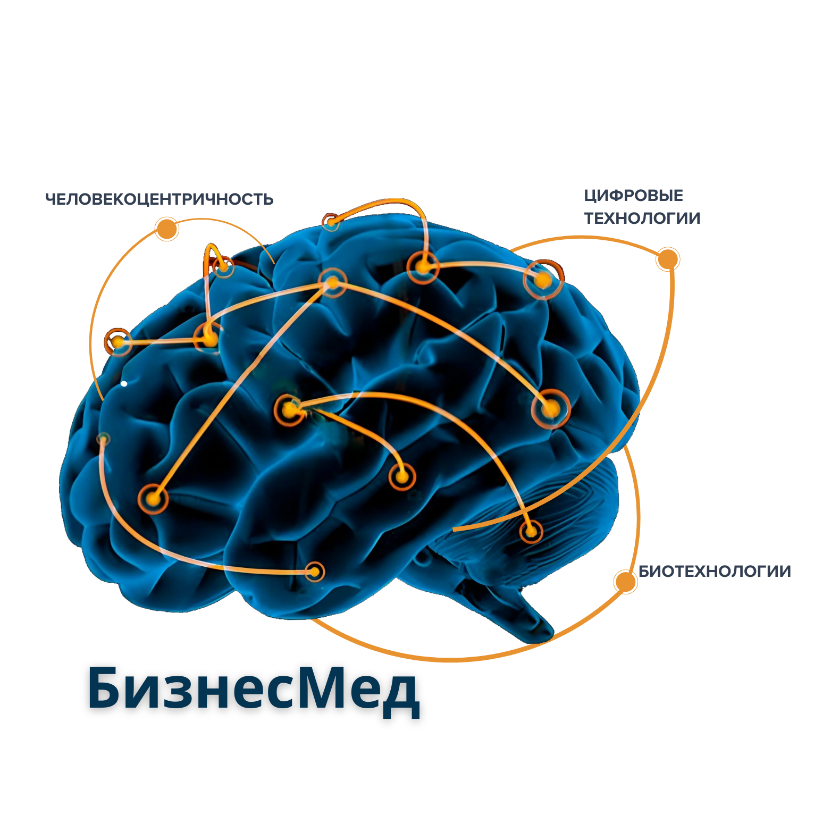 ЧЕЛОВЕКОЦЕНТРИЧНОСТЬ
ЦИФРОВЫЕ
ТЕХНОЛОГИИ
БИОТЕХНОЛОГИИ
БизнесМед